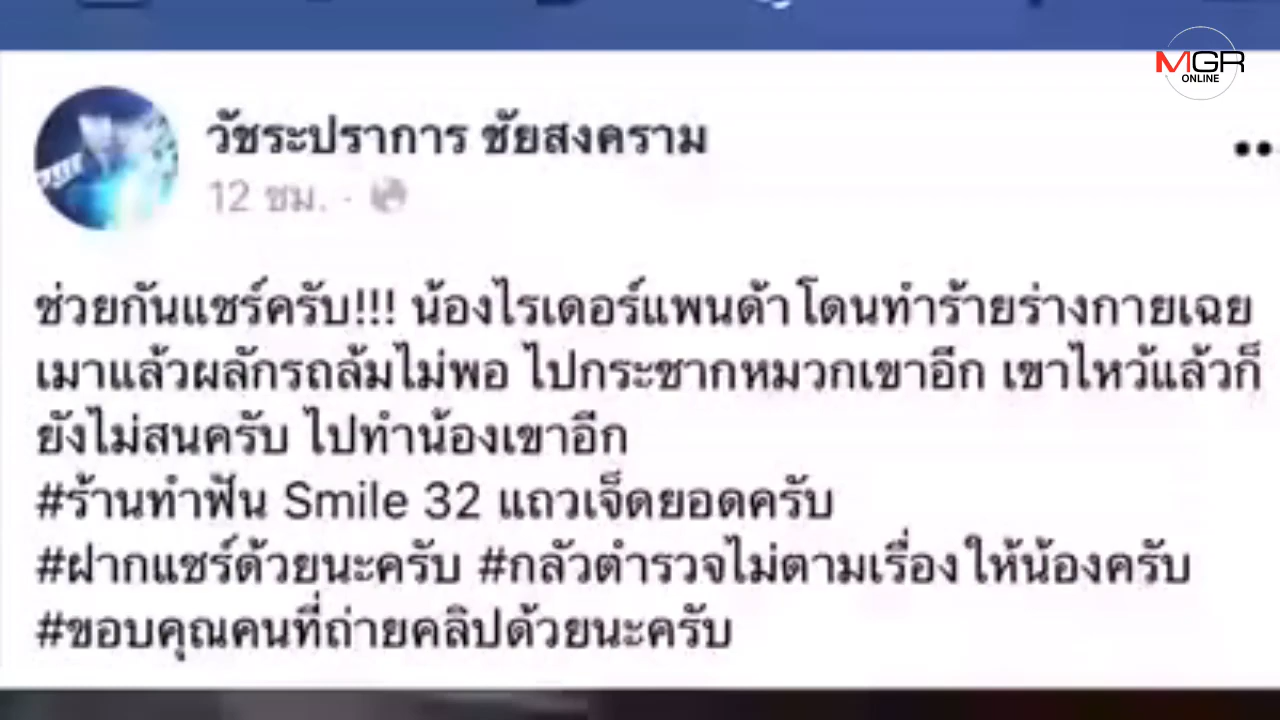 MGR
ONLINE
วัชระปราการ ชัยสงคราม
12 ชม. ·
ช่วยกันแชร์ครับ!!! น้องไรเดอร์แพนด้าโดนทำร้ายร่างกายเฉย
เมาแล้วผลักรถล้มไม่พอ ไปกระชากหมวกเขาอีก เขาไหว้แล้วก็
ยังไม่สนครับ ไปทำน้องเขาอีก
#ร้านทำฟัน Smile 32 แถวเจ็ดยอดครับ
#ฝากแชร์ด้วยนะครับ #กลัวตำรวจไม่ตามเรื่องให้น้องครับ
#ขอบคุณคนที่ถ่ายคลิปด้วยนะครับ